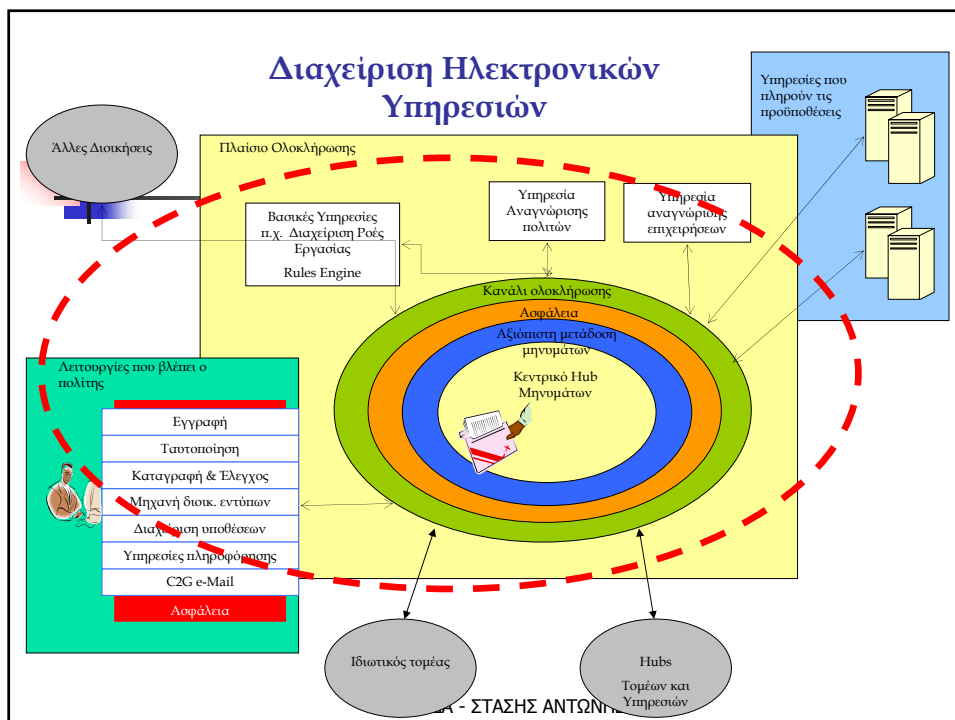 Διαχείριση Ηλεκτρονικών
Υπηρεσιών
Υπηρεσίες που
πληρούν τις
προϋποθέσεις
Άλλες Διοικήσεις
Πλαίσιο Ολοκλήρωσης
Βασικές Υπηρεσίες
π.χ. Διαχείριση Ροές
Εργασίας
Rules Engine
Υπηρεσία
Αναγνώρισης
πολιτών
Υπηρεσία
αναγνώρισης
επιχειρήσεων
Κανάλι ολοκλήρωσης
Ασφάλεια
Αξιόπιστη μετάδοση
μηνυμάτων
Κεντρικό Hub
Μηνυμάτων
Λειτουργίες που βλέπει ο
πολίτης
Εγγραφή
Ταυτοποίηση
Καταγραφή & Έλεγχος
Μηχανή διοικ. εντύπων
Διαχείριση υποθέσεων
Υπηρεσίες πληροφόρησης
C2G e-Mail
Ασφάλεια
Ιδιωτικός τομέας
Hubs
Τομέων και
Υπηρεσιών
- ΣΤΑΣΗΣ